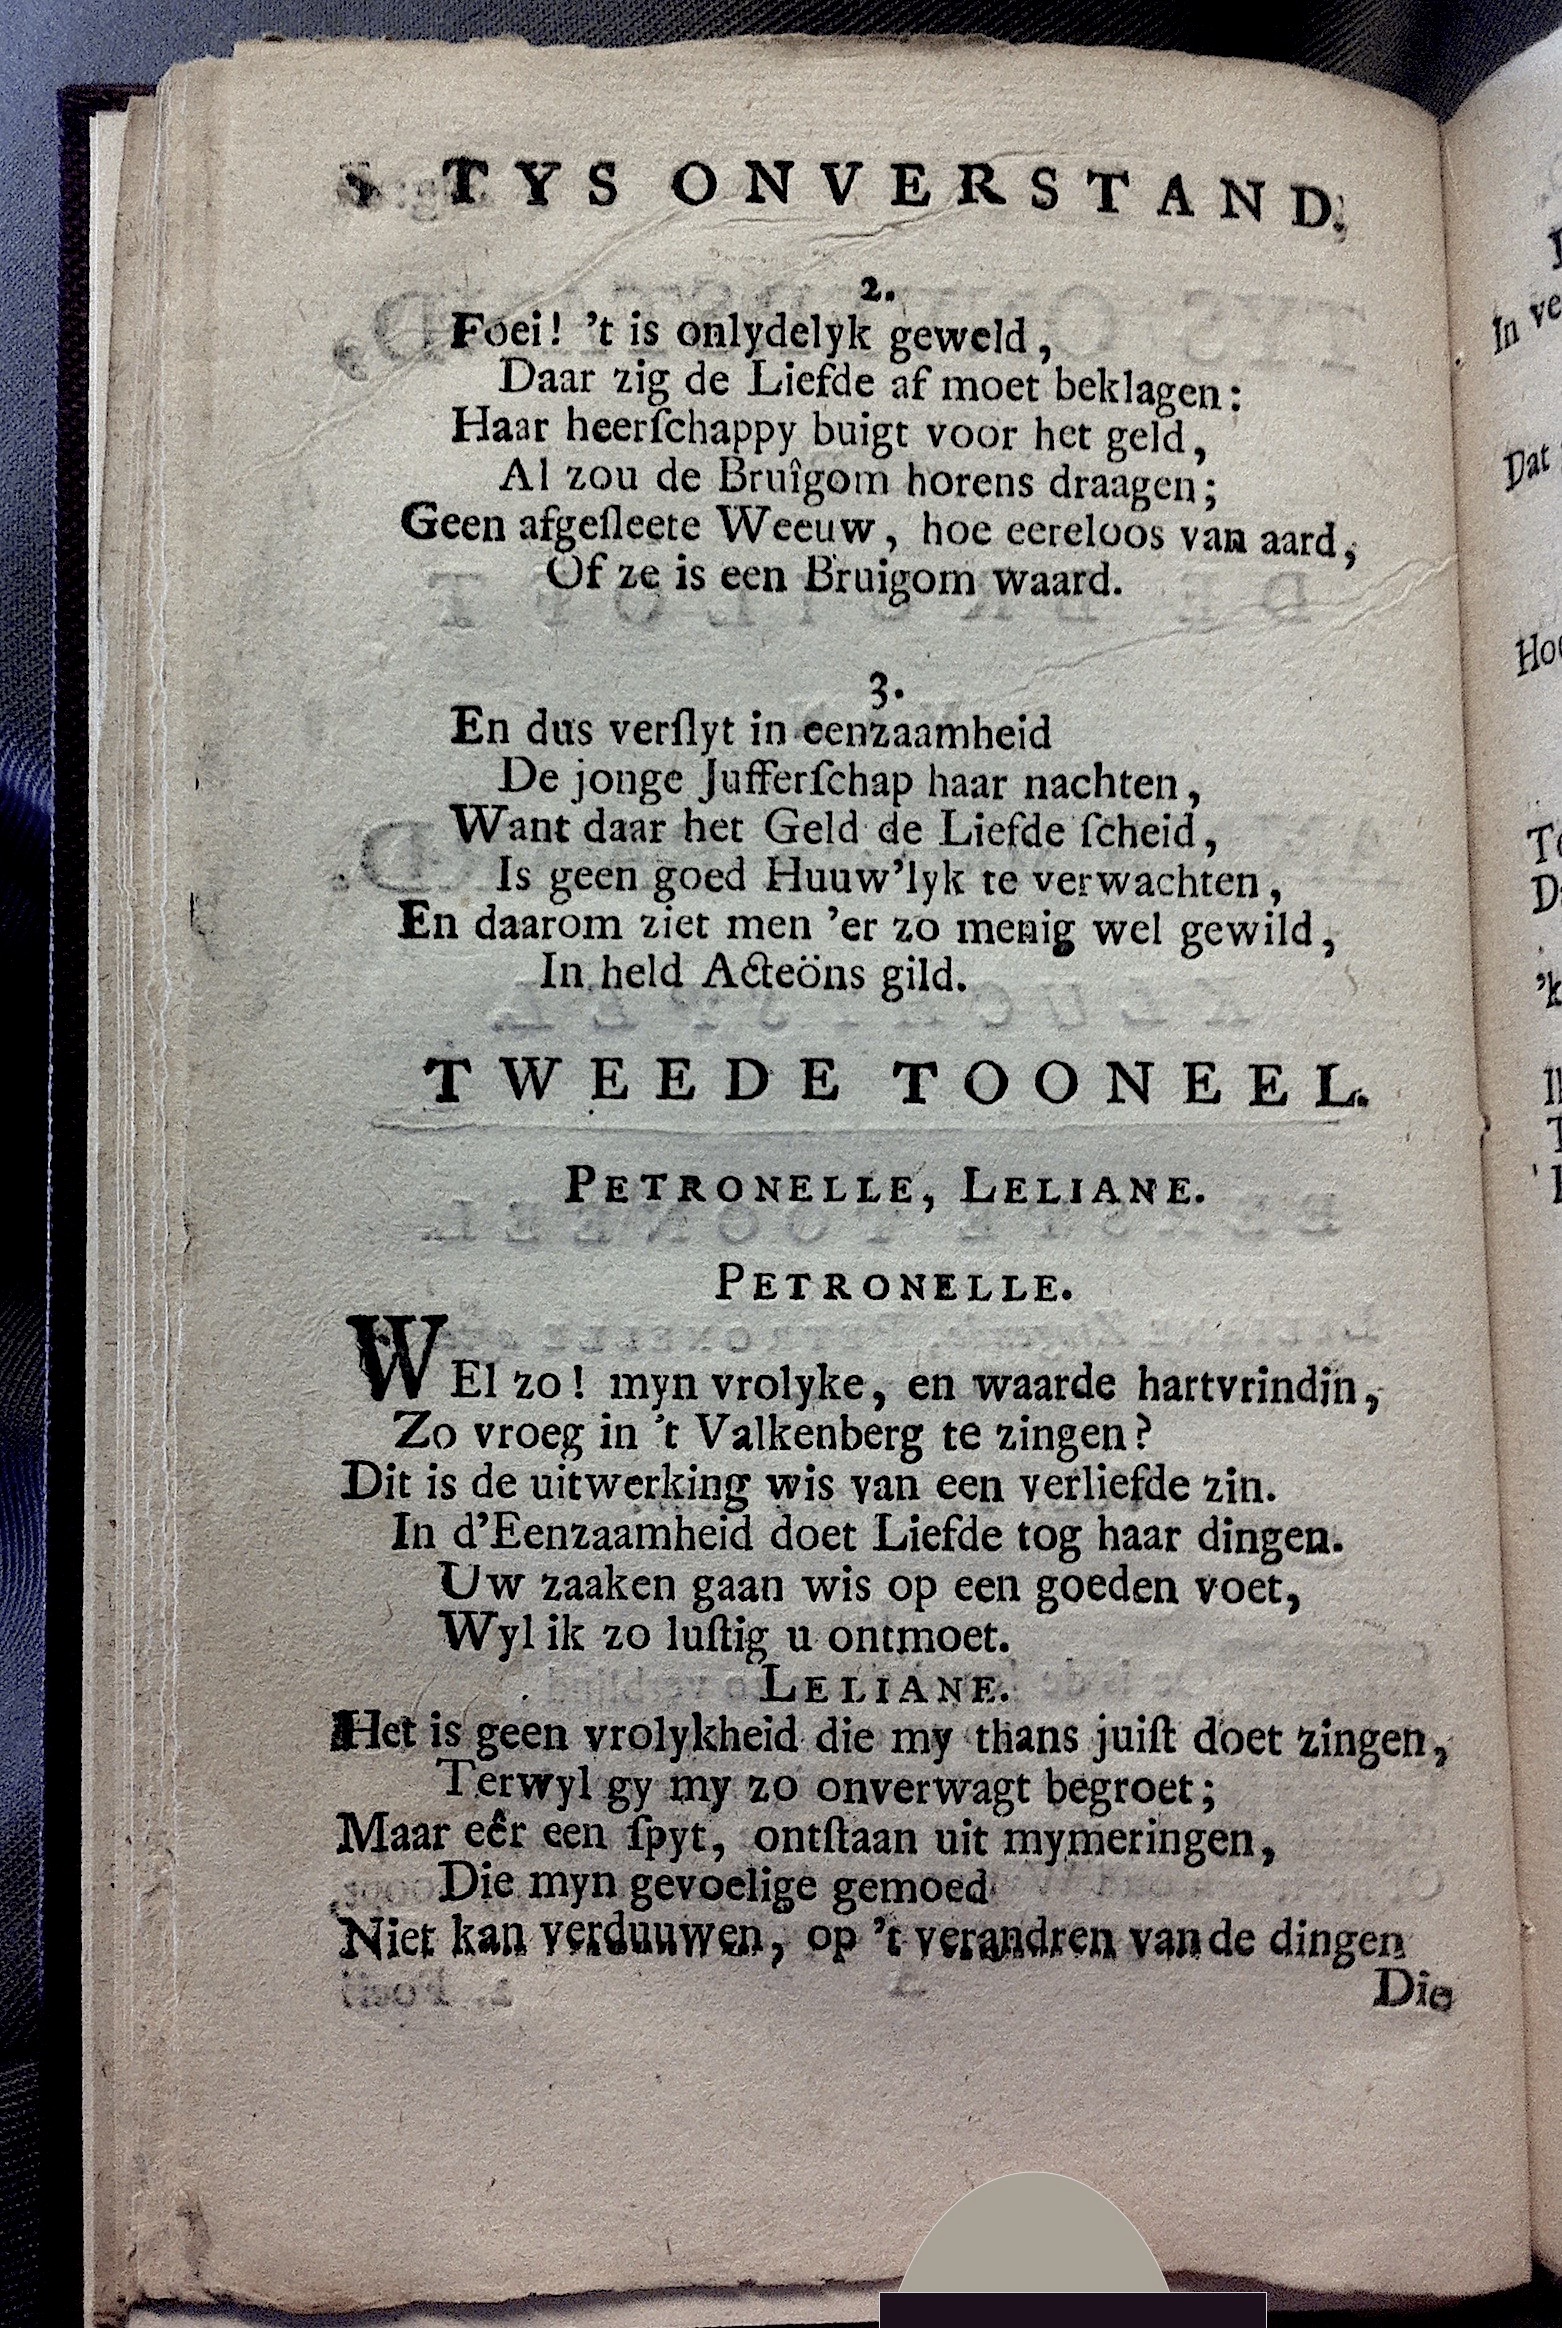 TYS ONVERSTAND.
2.
Foei! ’t is onlydelyk geweld,
Daar zig de Liefde af moet beklagen:
Haar heerſchappy buigt voor het geld,
Al zou de Bruîgom horens draagen;
Geen afgeſleete Weeuw, hoe eereloos van aard,
Of ze is een Bruigom waard.
3.
En dus verſlyt in eenzaamheid
De jonge Jufferſchap haar nachten,
Want daar het Geld de Liefde ſcheid,
Is geen goed Huuw’lyk te verwachten,
En daarom ziet men ’er zo menig wel gewild,
In held Acteöns gild.
TWEEDE TOONEEL.
PETRONELLE, LELIANE.
PETRONELLE.
WEl zo! myn vrolyke, en waarde hartvrindin,
Zo vroeg in ’t Valkenberg te zingen?
Dit is de uitwerking wis van een verliefde zin.
In d’Eenzaamheid doet Liefde tog haar dingen.
Uw zaaken gaan wis op een goeden voet,
Wyl ik zo luſtig u ontmoet.
LELIANE.
Het is geen vrolykheid die my thans juiſt doet zingen,
Terwyl gy my zo onverwagt begroet;
Maar eêr een ſpyt, ontſtaan uit mymeringen,
Die myn gevoelige gemoed
Niet kan verduuwen, op ’t verandren van de dingen
Die
In ve
Dat